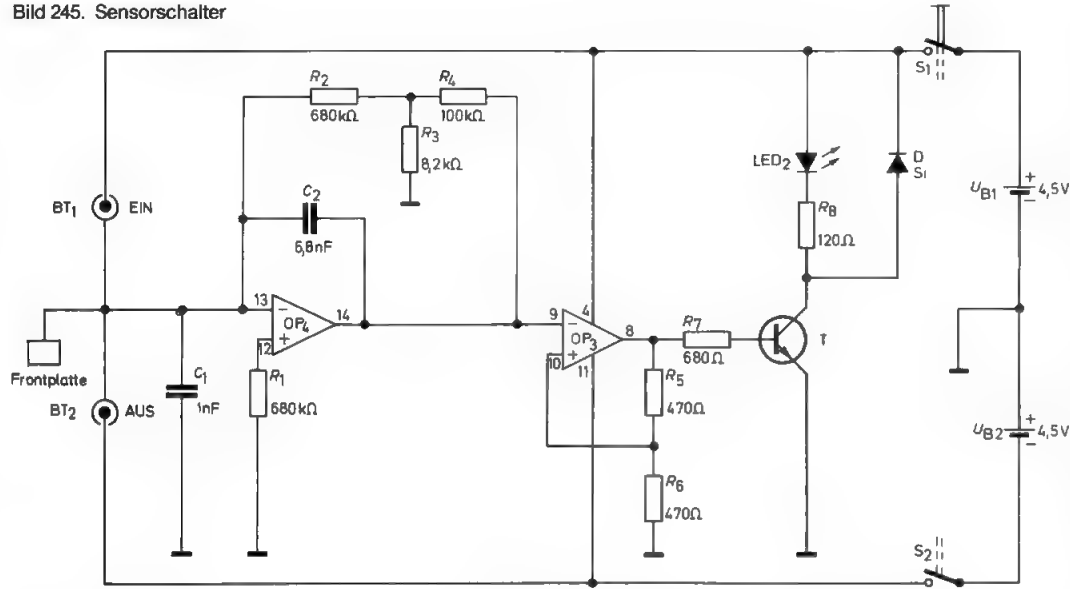 Bild 245. Sensorschalter
S1
R2
680kΩ
R4
100kΩ
R3
8,2kΩ
LED2
D
Si
UB1
+
4,5V
−
BT1
EIN
C2
6,8nF
R8
120Ω
13
−
OP4
14
+
12
9
−
4
OP3
8
+
10
11
R7
680Ω
T
Frontplatte
C1
1nF
R1
680kΩ
BT2
AUS
R5
470Ω
UB2
+
4,5V
−
R6
470Ω
S2